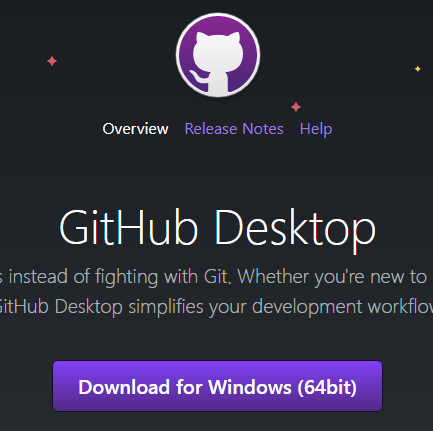 Overview Release Notes Help
GitHub Desktop
s instead of fighting with Git. Whether you're new to
GitHub Desktop simplifies your development workflow
Download for Windows (64bit)